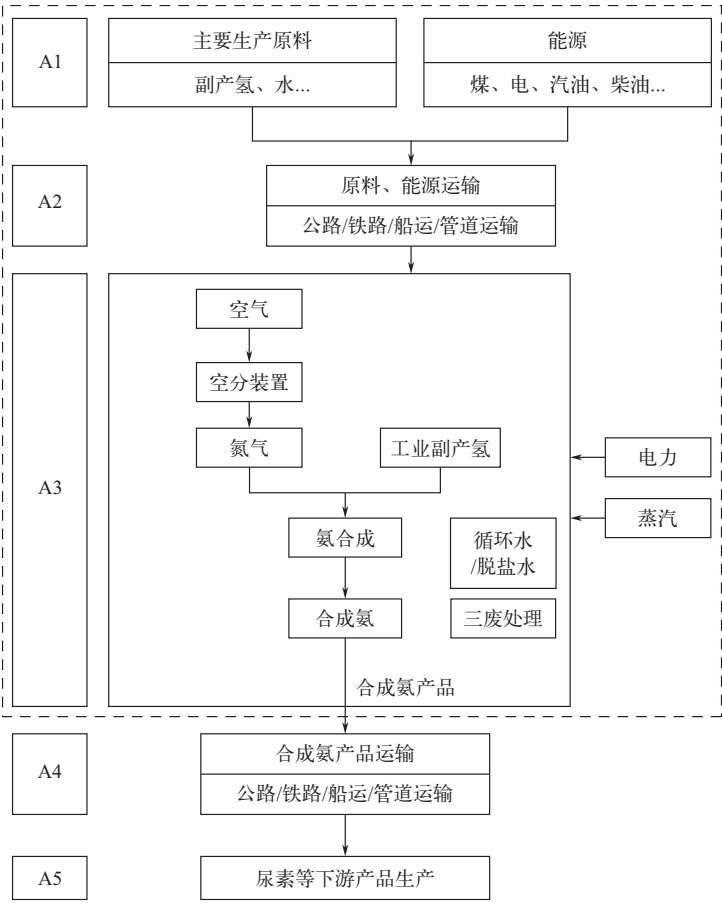 A1
主要生产原料
副产氢、水...
能源
煤、电、汽油、柴油...
A2
原料、能源运输
公路/铁路/船运/管道运输
A3
空气
空分装置
氮气
工业副产氢
氨合成
合成氨
循环水
/脱盐水
三废处理
电力
蒸汽
合成氨产品
A4
合成氨产品运输
公路/铁路/船运/管道运输
A5
尿素等下游产品生产